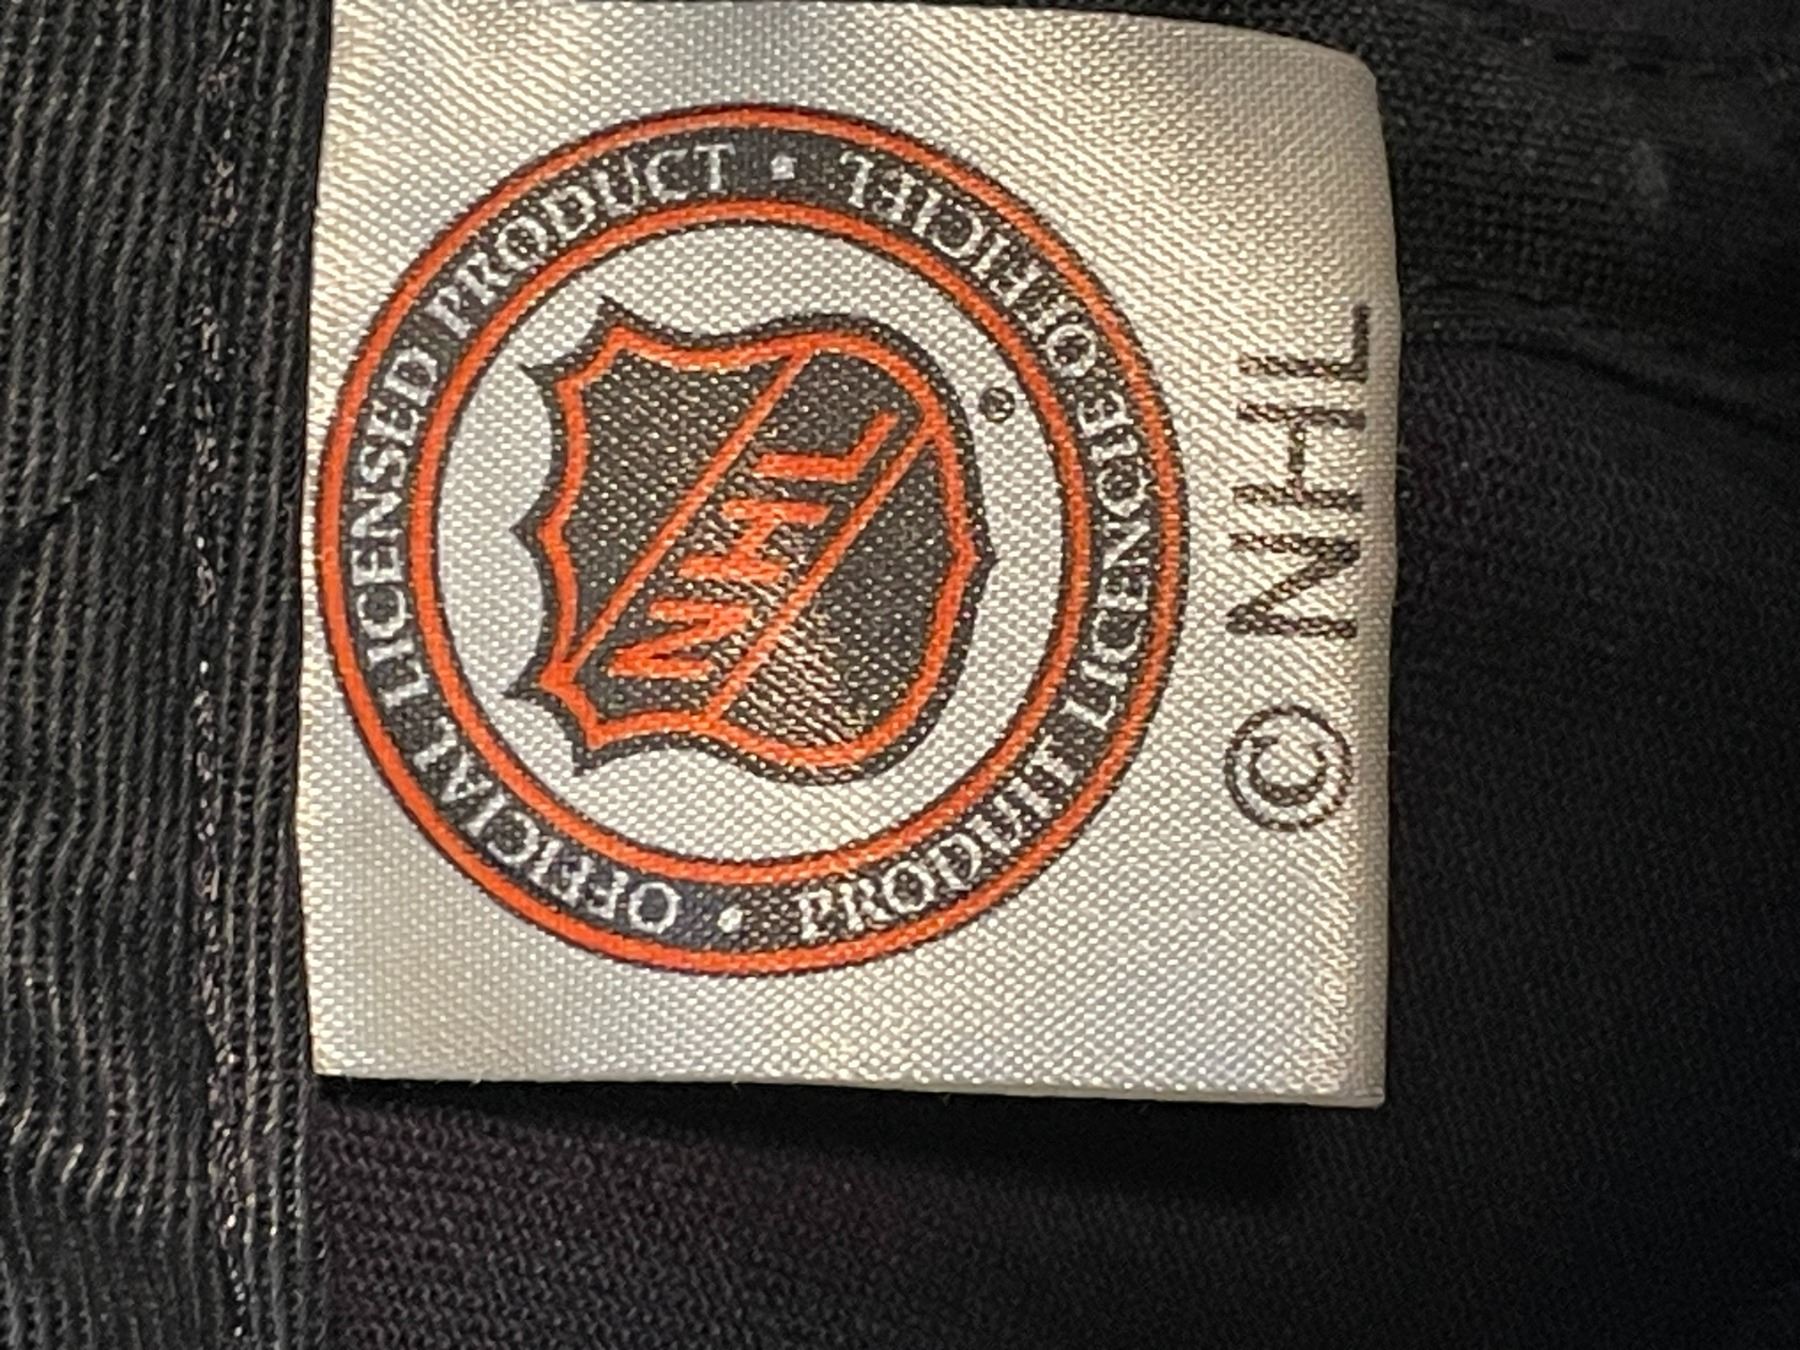 OFFICIAL LICENSED PRODUCT •
PRODUIT LICENCIÉ OFFICIEL •
NHL
®
© NHL